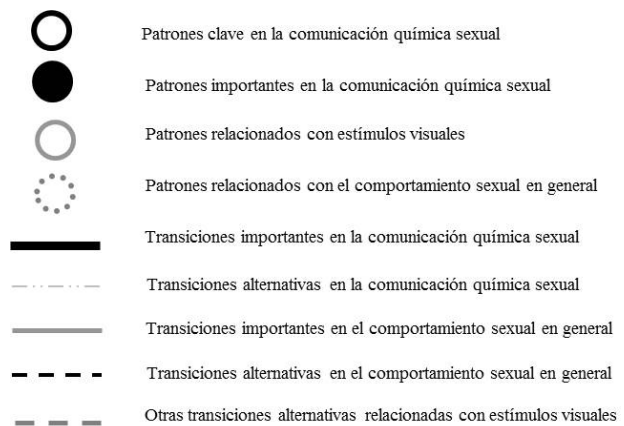 Patrones clave en la comunicación química sexual
Patrones importantes en la comunicación química sexual
Patrones relacionados con estímulos visuales
Patrones relacionados con el comportamiento sexual en general
Transiciones importantes en la comunicación química sexual
Transiciones alternativas en la comunicación química sexual
Transiciones importantes en el comportamiento sexual en general
Transiciones alternativas en el comportamiento sexual en general
Otras transiciones alternativas relacionadas con estímulos visuales